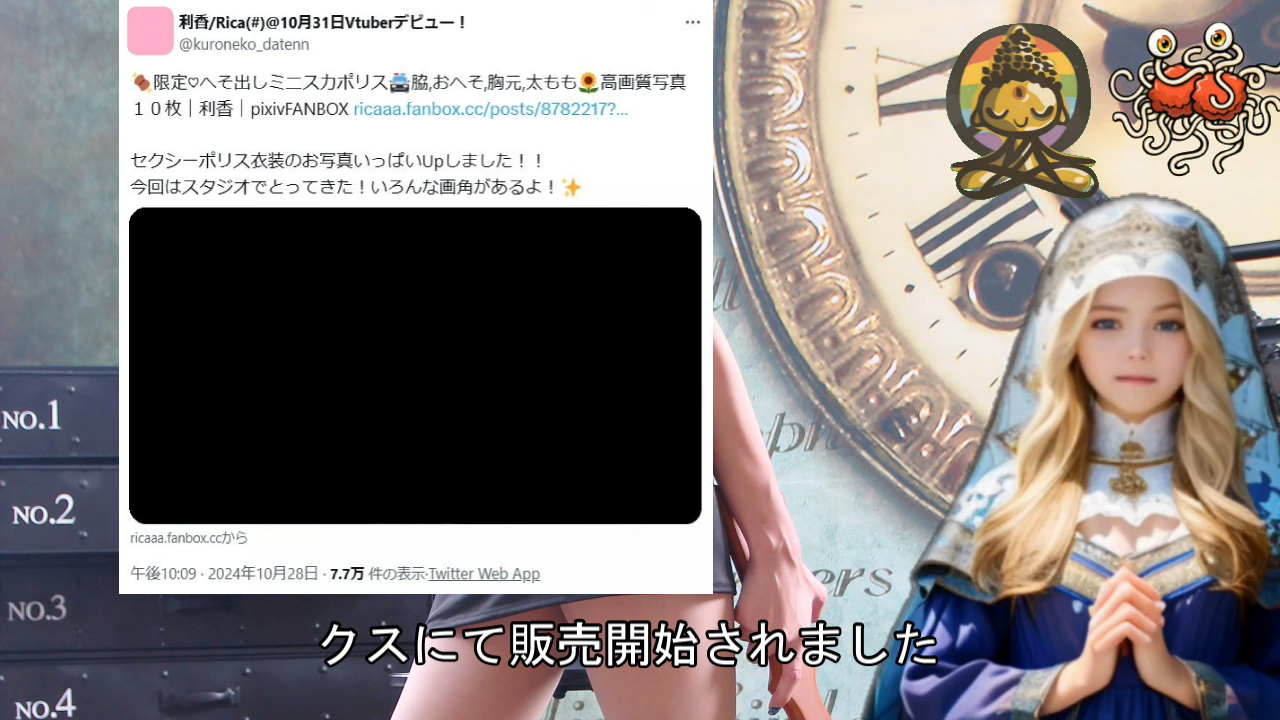 利香/Rica(#)@10月31日Vtuberデビュー！
@kuroneko_datenn
🍖限定♡へそ出しミニスカポリス🚔脇,おへそ,胸元,太もも🌻高画質写真
１０枚｜利香｜pixivFANBOX ricaaa.fanbox.cc/posts/8782217?...
セクシーポリス衣装のお写真いっぱいUpしました！！
今回はスタジオでとってきた！いろんな画角があるよ！✨
ricaaa.fanbox.ccから
午後10:09 · 2024年10月28日 · 7.7万 件の表示·Twitter Web App
NO.1
NO.2
NO.3
NO.4
クスにて販売開始されました